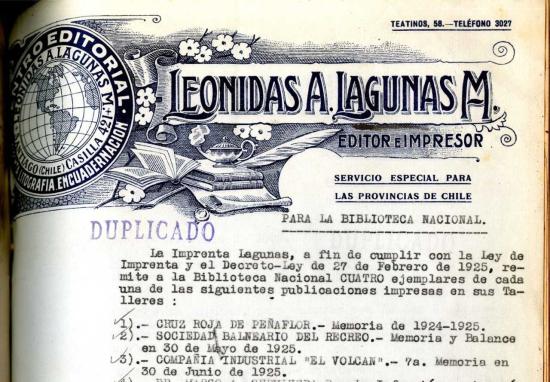 TEATINOS, 58.—TELÉFONO 3027
CENTRO EDITORIAL
LEONIDAS A. LAGUNAS M.
SANTIAGO (CHILE) CASILLA 4214
ENCUADERNACION
LEONIDAS A. LAGUNAS M.
EDITOR E IMPRESOR
SERVICIO ESPECIAL PARA
LAS PROVINCIAS DE CHILE
PARA LA BIBLIOTECA NACIONAL.
DUPLICADO
La Imprenta Lagunas, a fin de cumplir con la Ley de
Imprenta y el Decreto-Ley de 27 de Febrero de 1925, re-
mite a la Biblioteca Nacional CUATRO ejemplares de cada
una de las siguientes publicaciones impresas en sus Ta-
lleres :
1).- CRUZ ROJA DE PEÑAFLOR.- Memoria de 1924-1925.
2).- SOCIEDAD BALNEARIO DEL RECREO.- Memoria y Balance
en 30 de Mayo de 1925.
3).- COMPAÑIA INDUSTRIAL "EL VOLCAN".- 7a. Memoria en
30 de Junio de 1925.